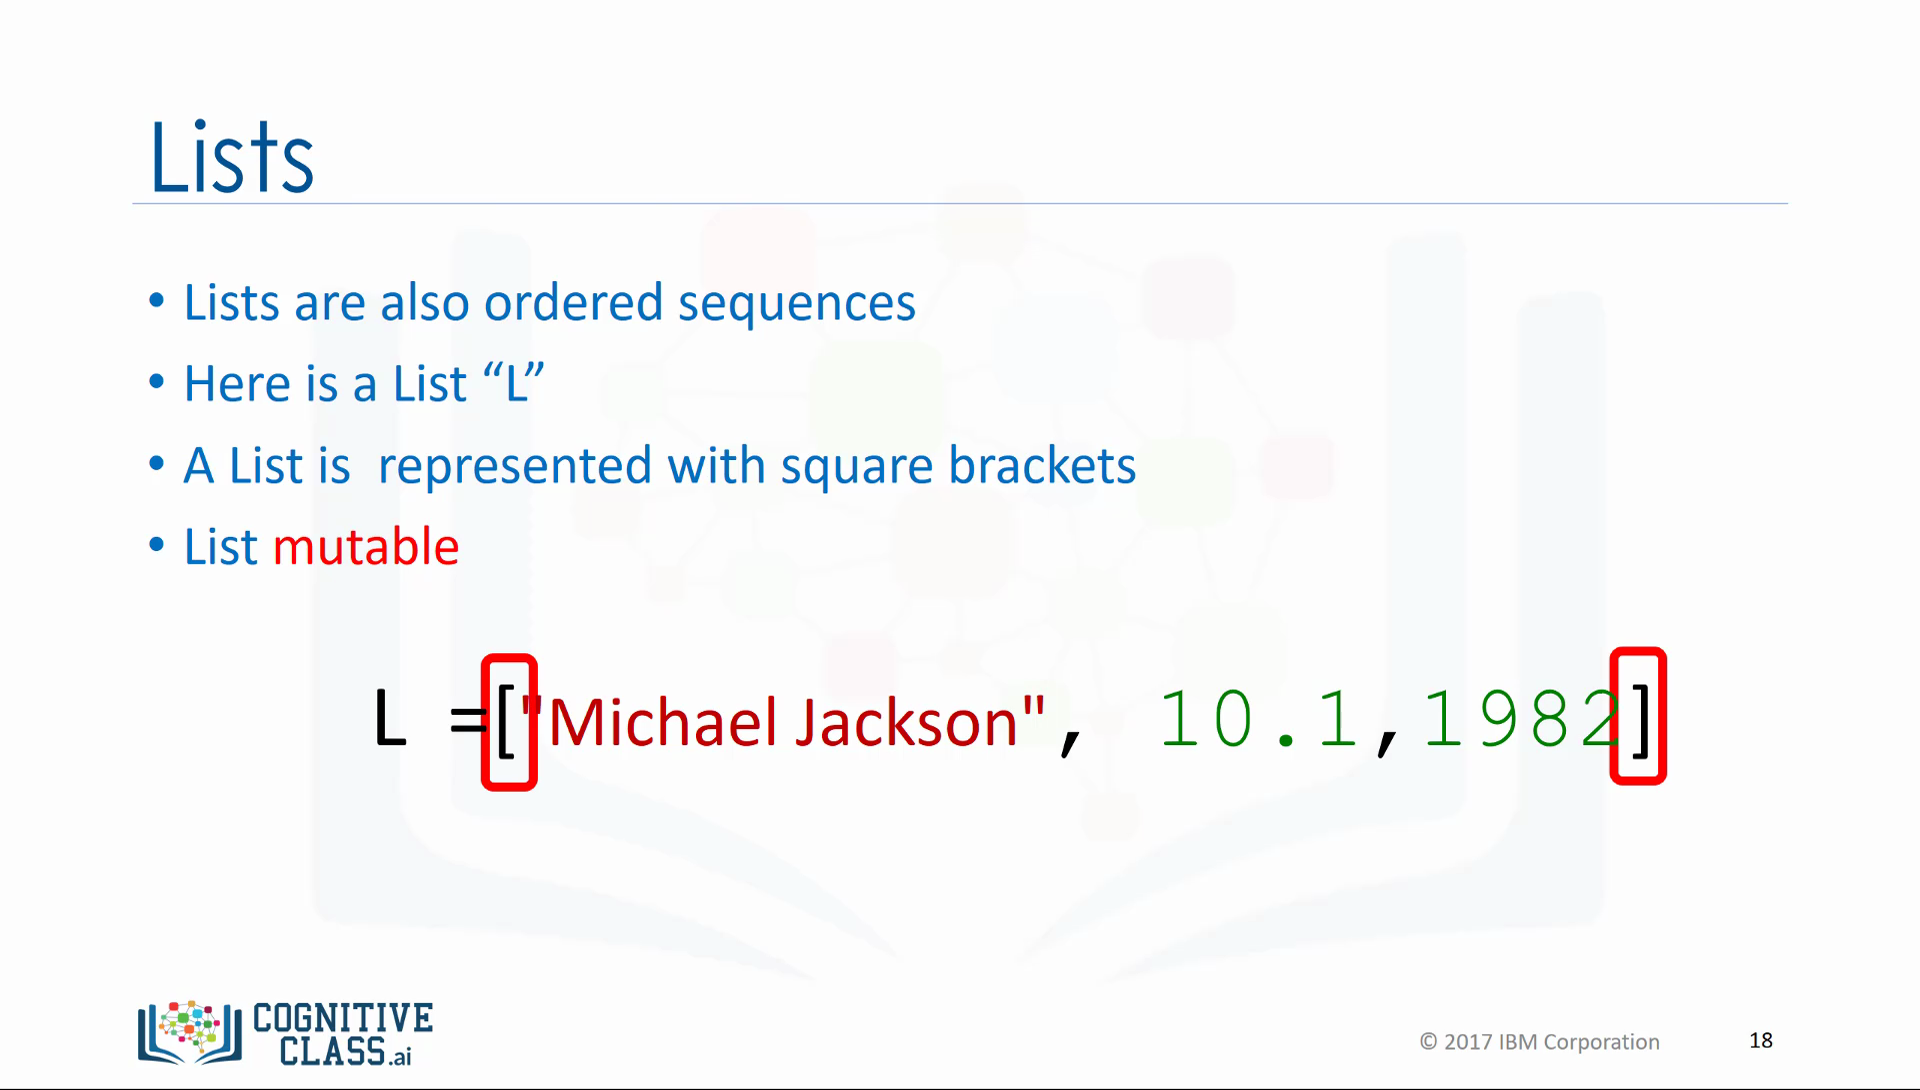 Lists
• Lists are also ordered sequences
• Here is a List “L”
• A List is  represented with square brackets
• List mutable
L =["Michael Jackson", 10.1,1982]
COGNITIVE
CLASS.ai
© 2017 IBM Corporation 18